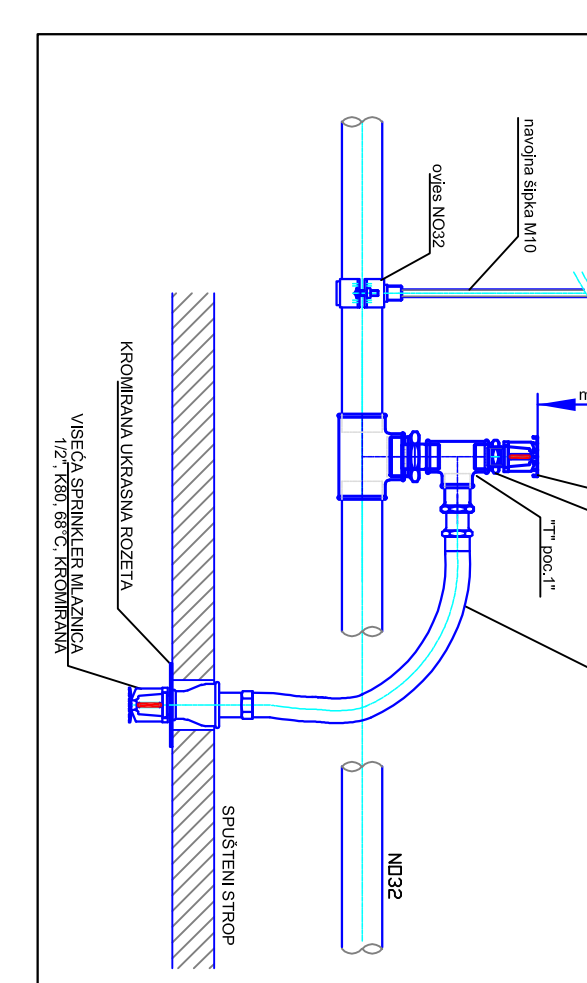 navojna šipka M10
ovjes NO32
"T" poc.1"
NO32
SPUŠTENI STROP
KROMIRANA UKRASNA ROZETA
VISEĆA SPRINKLER MLAZNICA
1/2", K80, 68°C, KROMIRANA